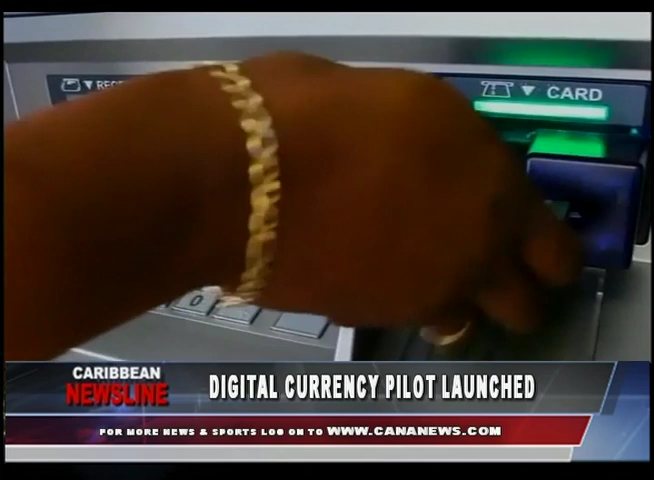 CARD
0
CARIBBEAN
NEWSLINE
DIGITAL CURRENCY PILOT LAUNCHED
FOR MORE NEWS & SPORTS LOG ON TO WWW.CANANEWS.COM